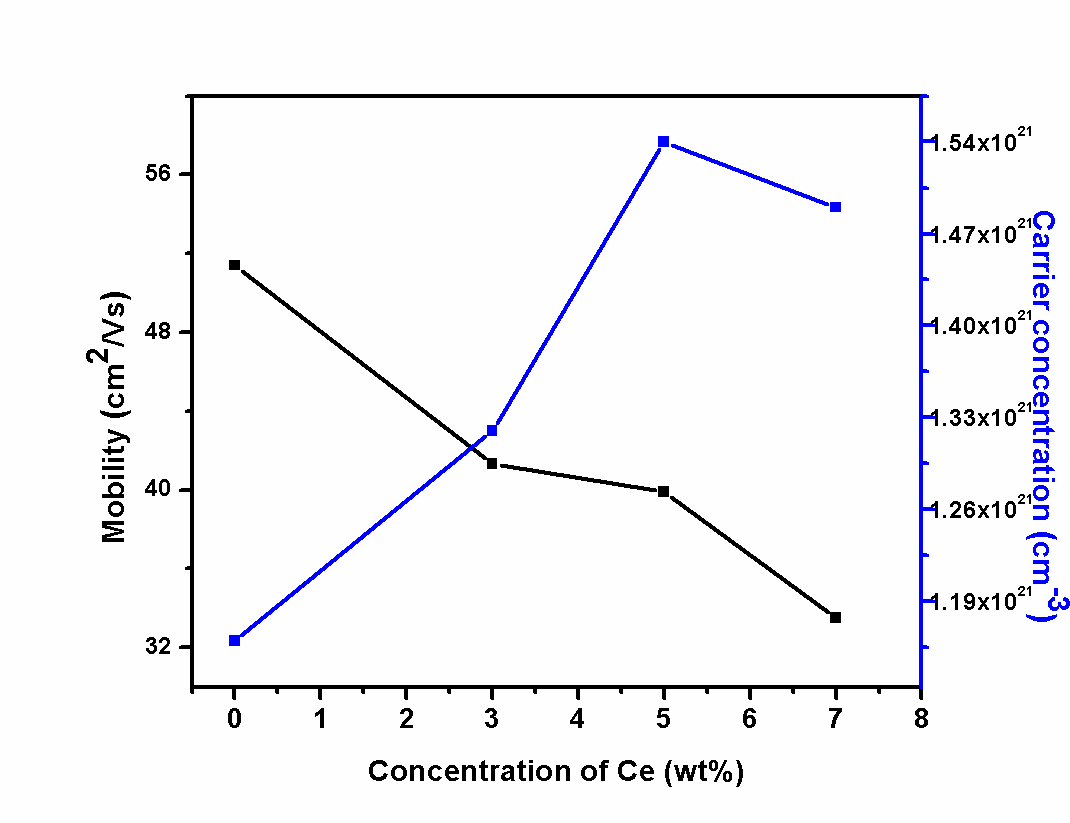 56
48
40
32
Mobility (cm²/Vs)
0 1 2 3 4 5 6 7 8
Concentration of Ce (wt%)
1.54x10²¹
1.47x10²¹
1.40x10²¹
1.33x10²¹
1.26x10²¹
1.19x10²¹
Carrier concentration (cm⁻³)